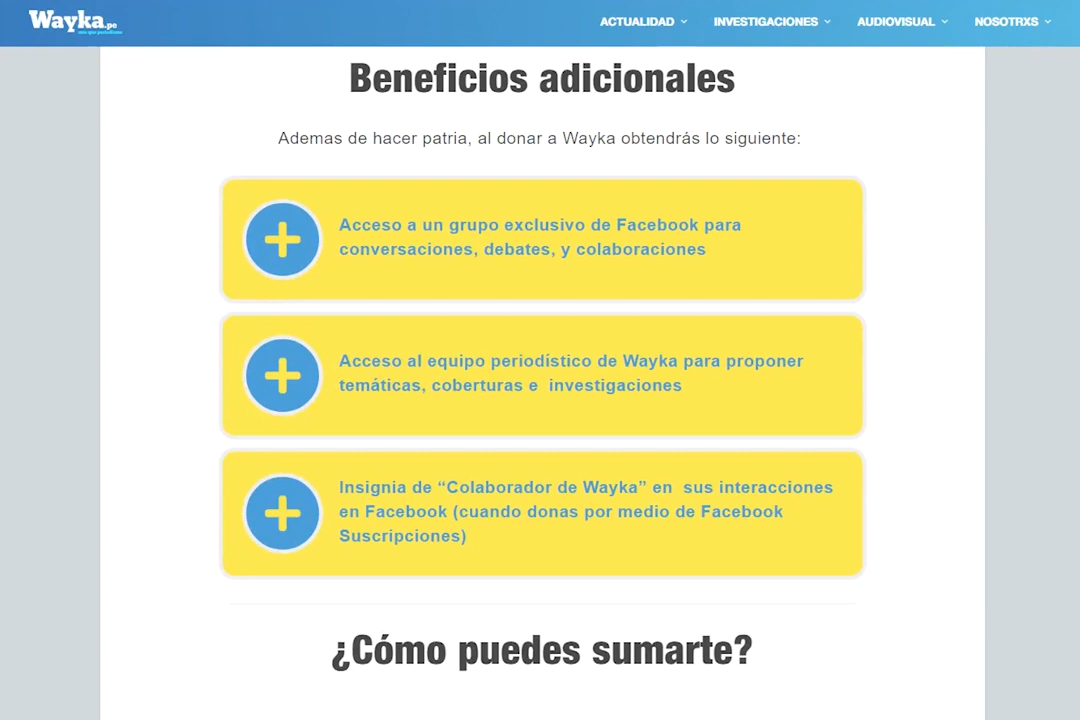 Wayka.pe
más que periodismo
ACTUALIDAD
INVESTIGACIONES
AUDIOVISUAL
NOSOTRXS
Beneficios adicionales
Ademas de hacer patria, al donar a Wayka obtendrás lo siguiente:
Acceso a un grupo exclusivo de Facebook para
conversaciones, debates, y colaboraciones
Acceso al equipo periodístico de Wayka para proponer
temáticas, coberturas e  investigaciones
Insignia de “Colaborador de Wayka” en  sus interacciones
en Facebook (cuando donas por medio de Facebook
Suscripciones)
¿Cómo puedes sumarte?